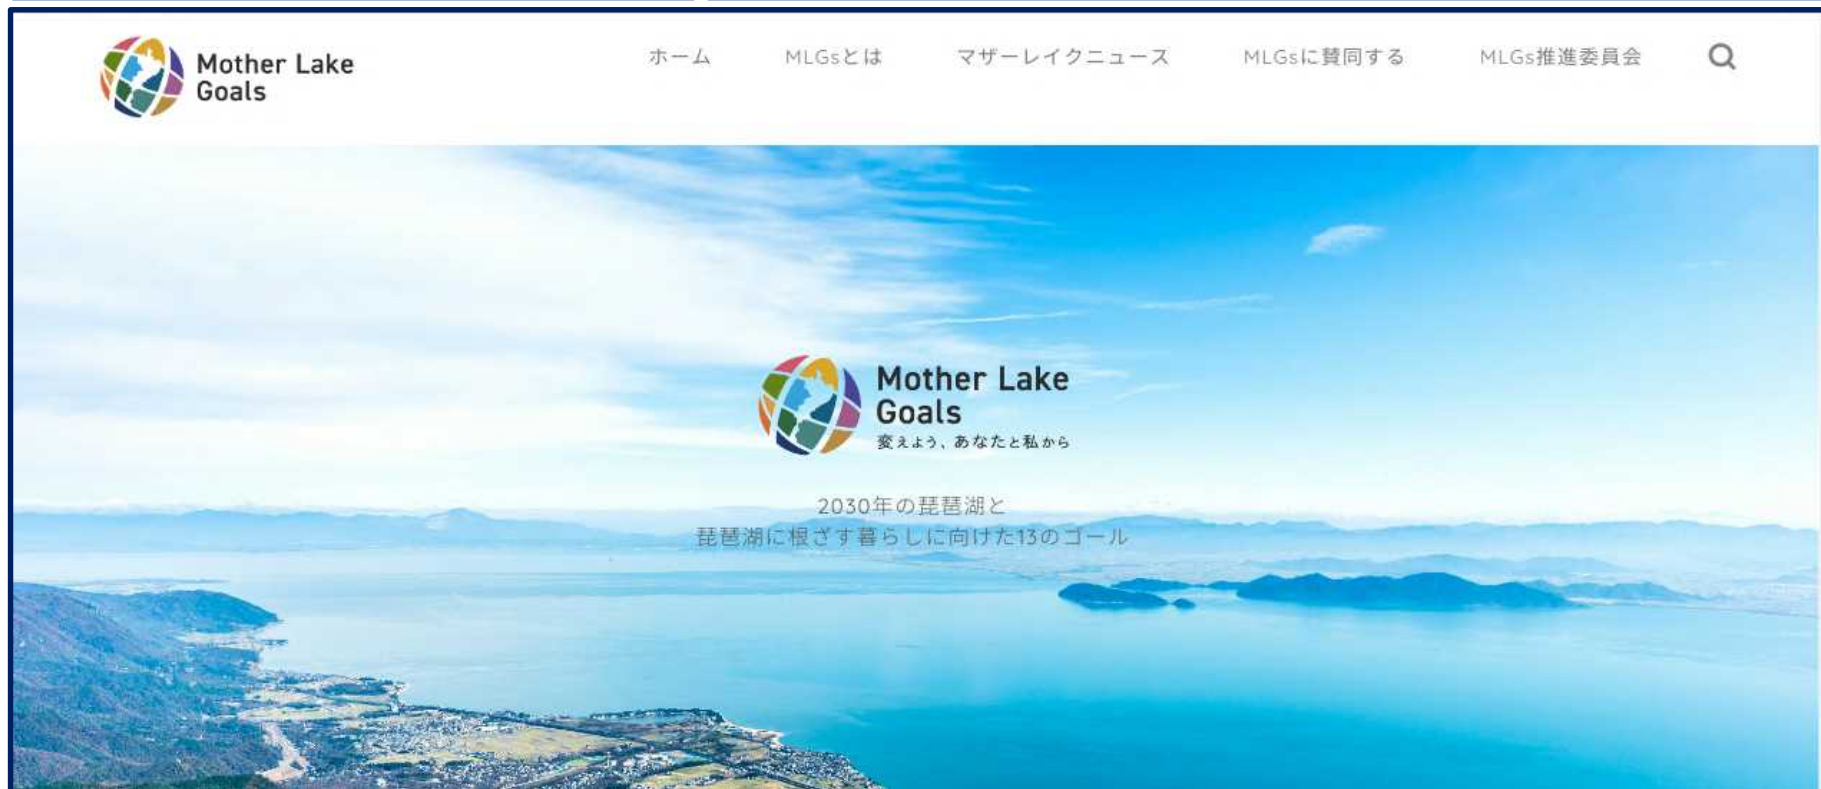 Mother Lake
Goals
ホーム
MLGsとは
マザーレイクニュース
MLGsに賛同する
MLGs推進委員会
Mother Lake
Goals
変えよう、あなたと私から
2030年の琵琶湖と
琵琶湖に根ざす暮らしに向けた13のゴール